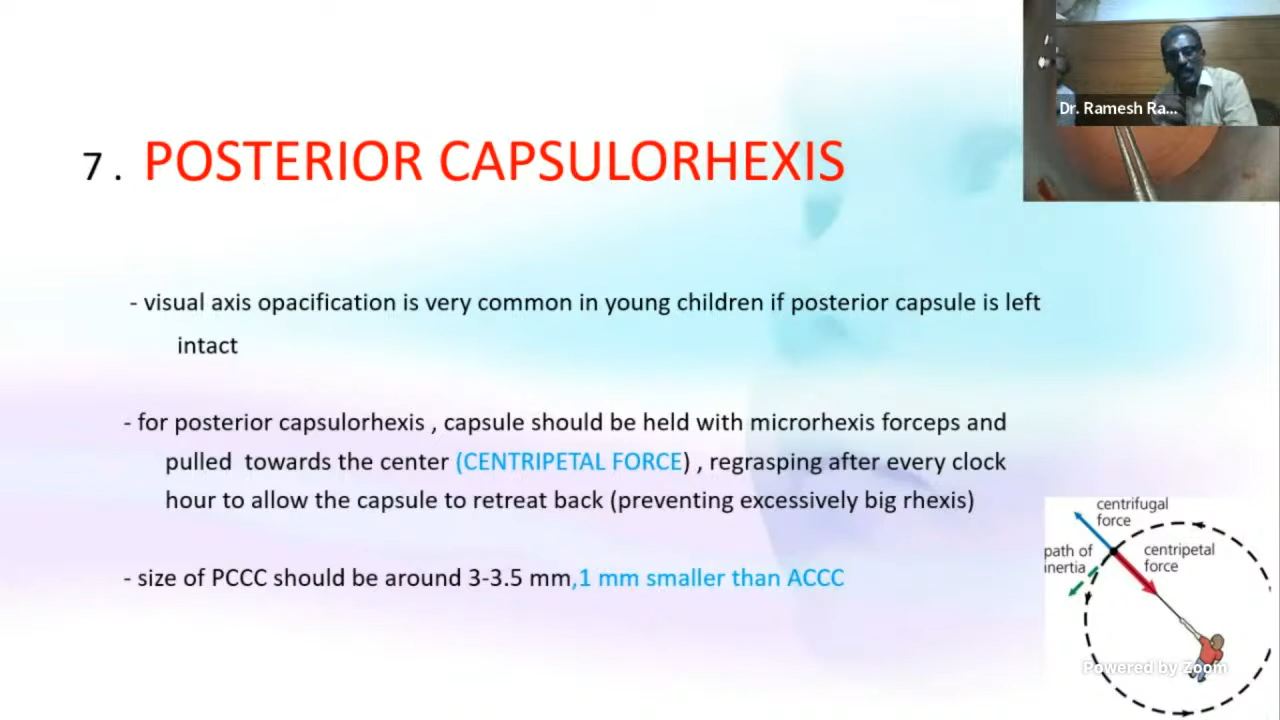 Dr. Ramesh Ra...
7 . POSTERIOR CAPSULORHEXIS
- visual axis opacification is very common in young children if posterior capsule is left
intact
- for posterior capsulorhexis , capsule should be held with microrhexis forceps and
pulled towards the center (CENTRIPETAL FORCE) , regrasping after every clock
hour to allow the capsule to retreat back (preventing excessively big rhexis)
- size of PCCC should be around 3-3.5 mm,1 mm smaller than ACCC
centrifugal
force
path of
inertia
centripetal
force
Powered by Zoom